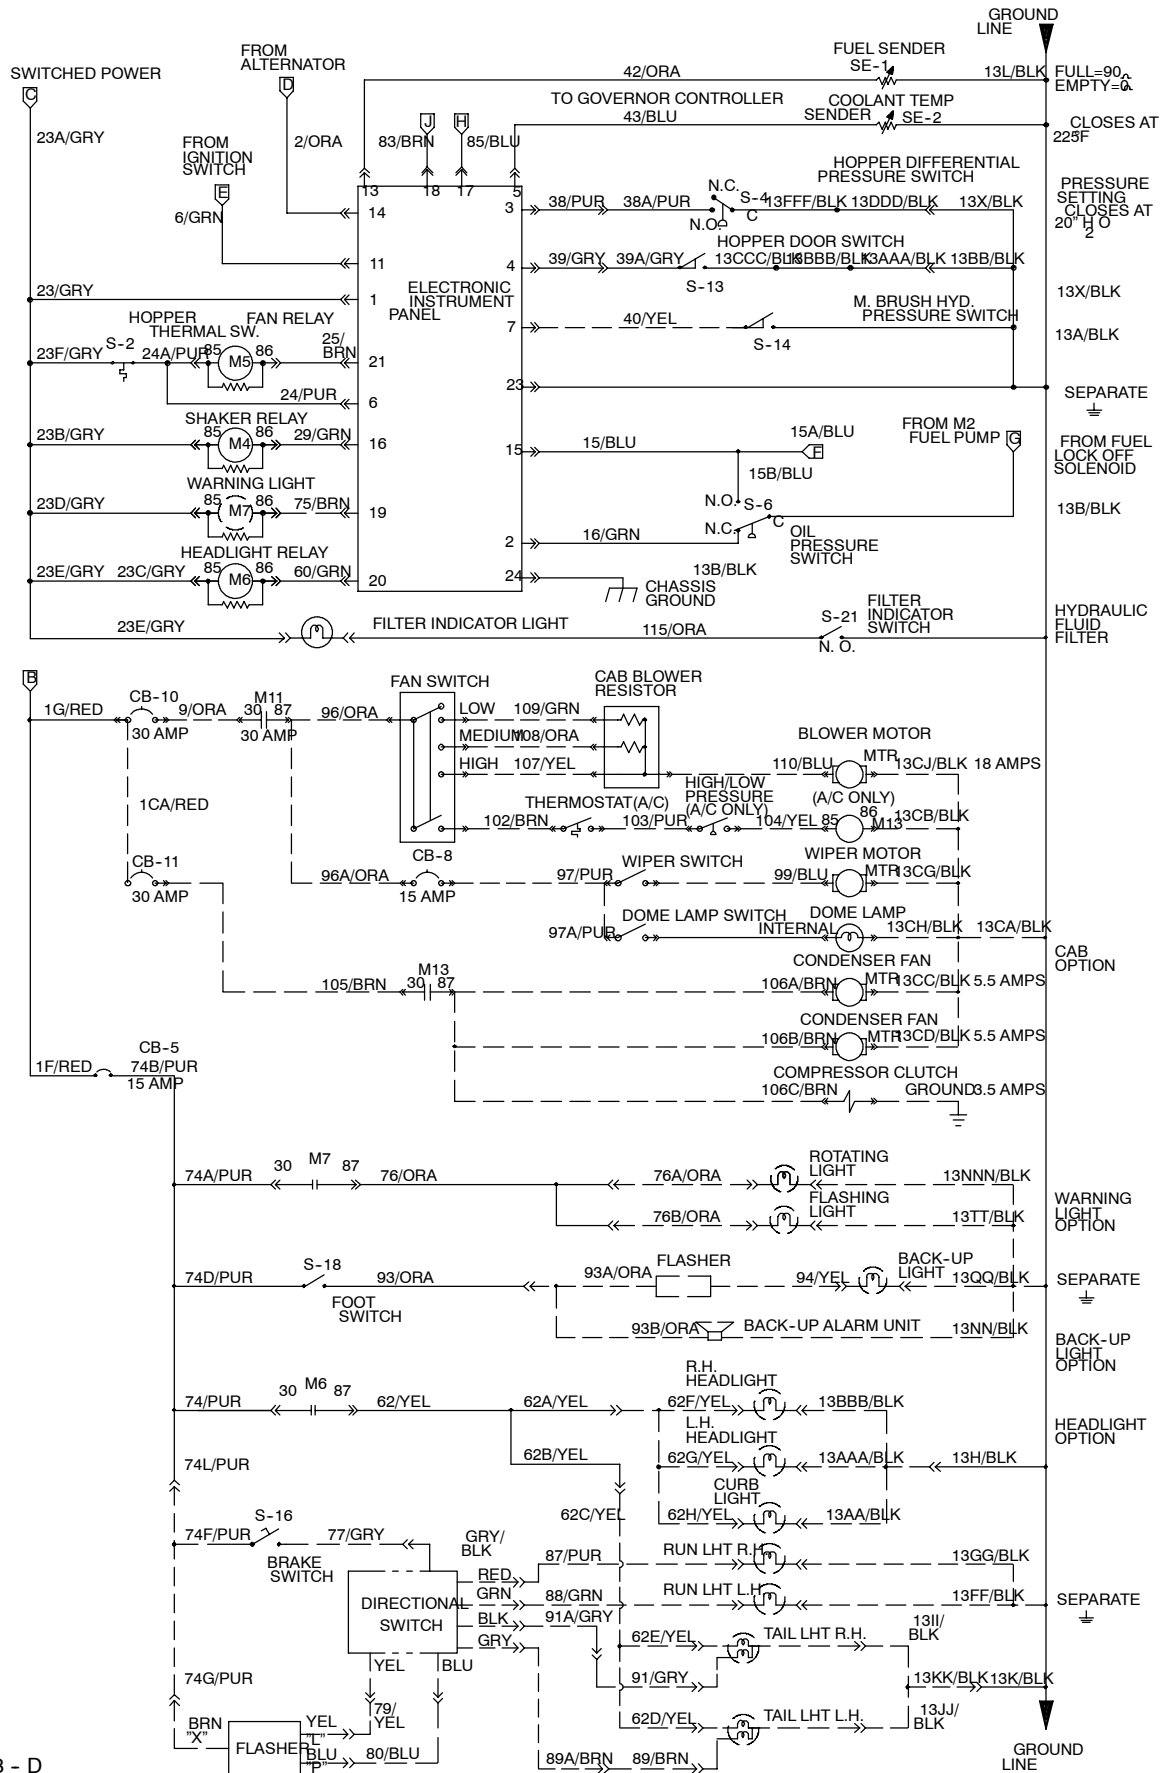 GROUND
LINE
FROM
ALTERNATOR
D
FUEL SENDER
SE-1
42/ORA
13L/BLK
FULL=90
EMPTY=0
SWITCHED POWER
C
TO GOVERNOR CONTROLLER
COOLANT TEMP
SENDER
SE-2
43/BLU
CLOSES AT
225°F
23A/GRY
2/ORA
83/BRN
J
H
85/BLU
FROM
IGNITION
SWITCH
E
6/GRN
13
18
17
5
HOPPER DIFFERENTIAL
PRESSURE SWITCH
14
3
38/PUR
38A/PUR
N.C.
S-4
C
N.O.
13FFF/BLK
13DDD/BLK
13X/BLK
PRESSURE
SETTING
CLOSES AT
20" H O
2
HOPPER DOOR SWITCH
11
4
39/GRY
39A/GRY
S-13
13CCC/BLK
13BBB/BLK
13AAA/BLK
13BB/BLK
23/GRY
1
ELECTRONIC
INSTRUMENT
PANEL
13X/BLK
M. BRUSH HYD.
PRESSURE SWITCH
7
40/YEL
S-14
13A/BLK
HOPPER
THERMAL SW.
FAN RELAY
S-2
23F/GRY
24A/PUR
85
M5
86
25/
BRN
21
24/PUR
6
23
SEPARATE
SHAKER RELAY
23B/GRY
85
M4
86
29/GRN
16
15
15/BLU
15A/BLU
F
FROM M2
FUEL PUMP
G
FROM FUEL
LOCK OFF
SOLENOID
15B/BLU
WARNING LIGHT
23D/GRY
85
M7
86
75/BRN
19
N.O.
S-6
N.C.
C
OIL
PRESSURE
SWITCH
13B/BLK
2
16/GRN
HEADLIGHT RELAY
23E/GRY
23C/GRY
85
M6
86
60/GRN
20
24
13B/BLK
CHASSIS
GROUND
23E/GRY
FILTER INDICATOR LIGHT
115/ORA
S-21
N. O.
FILTER
INDICATOR
SWITCH
HYDRAULIC
FLUID
FILTER
B
1G/RED
CB-10
30 AMP
9/ORA
M11
30
87
30 AMP
96/ORA
FAN SWITCH
LOW
109/GRN
CAB BLOWER
RESISTOR
MEDIUM
108/ORA
HIGH
107/YEL
BLOWER MOTOR
110/BLU
MTR
13CJ/BLK
18 AMPS
1CA/RED
102/BRN
THERMOSTAT(A/C)
103/PUR
HIGH/LOW
PRESSURE
(A/C ONLY)
104/YEL
(A/C ONLY)
85
86
M13
13CB/BLK
CB-11
30 AMP
96A/ORA
CB-8
15 AMP
97/PUR
WIPER SWITCH
99/BLU
WIPER MOTOR
MTR
13CG/BLK
97A/PUR
DOME LAMP SWITCH
INTERNAL
DOME LAMP
13CH/BLK
13CA/BLK
CAB
OPTION
105/BRN
M13
30
87
CONDENSER FAN
106A/BRN
MTR
13CC/BLK
5.5 AMPS
CONDENSER FAN
106B/BRN
MTR
13CD/BLK
5.5 AMPS
1F/RED
CB-5
74B/PUR
15 AMP
COMPRESSOR CLUTCH
106C/BRN
GROUND
3.5 AMPS
74A/PUR
30
M7
87
76/ORA
76A/ORA
ROTATING
LIGHT
13NNN/BLK
76B/ORA
FLASHING
LIGHT
13TT/BLK
WARNING
LIGHT
OPTION
74D/PUR
S-18
FOOT
SWITCH
93/ORA
93A/ORA
FLASHER
94/YEL
BACK-UP
LIGHT
13QQ/BLK
SEPARATE
93B/ORA
BACK-UP ALARM UNIT
13NN/BLK
BACK-UP
LIGHT
OPTION
74/PUR
30
M6
87
62/YEL
62A/YEL
R.H.
HEADLIGHT
62F/YEL
13BBB/BLK
HEADLIGHT
OPTION
74L/PUR
62B/YEL
L.H.
HEADLIGHT
62G/YEL
13AAA/BLK
13H/BLK
62C/YEL
CURB
LIGHT
62H/YEL
13AA/BLK
74F/PUR
S-16
BRAKE
SWITCH
77/GRY
GRY/
BLK
DIRECTIONAL
SWITCH
RED
87/PUR
RUN LHT R.H
13GG/BLK
GRN
88/GRN
RUN LHT L.H
13FF/BLK
SEPARATE
BLK
91A/GRY
GRY
62E/YEL
TAIL LHT R.H.
13II/
BLK
YEL
BLU
91/GRY
13KK/BLK
13K/BLK
74G/PUR
79/
YEL
62D/YEL
TAIL LHT L.H.
13JJ/
BLK
BRN
"X"
FLASHER
YEL
"L"
BLU
"P"
80/BLU
89A/BRN
89/BRN
GROUND
LINE
- D